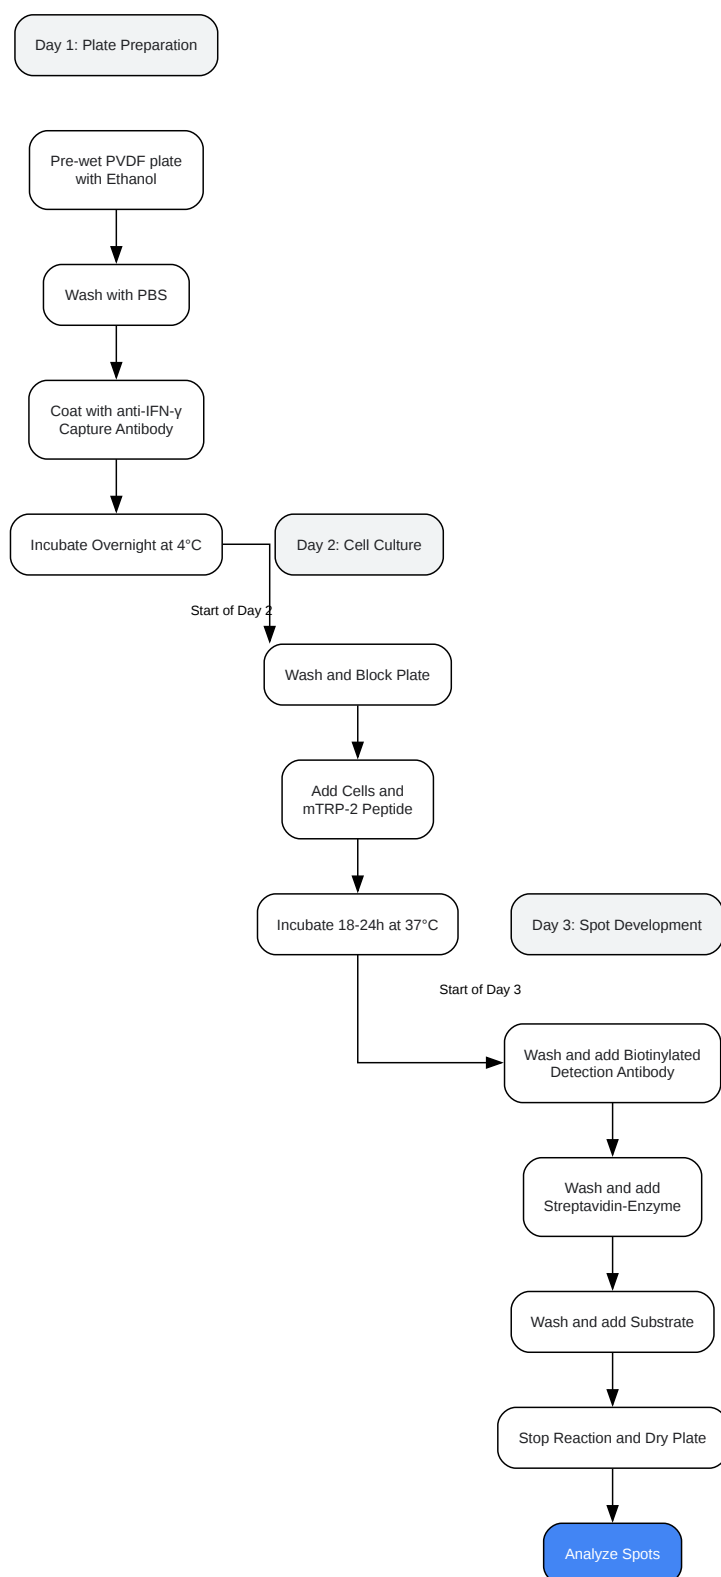 Day 1: Plate Preparation
Pre-wet PVDF plate
with Ethanol
Wash with PBS
Coat with anti-IFN-γ
Capture Antibody
Incubate Overnight at 4°C
Day 2: Cell Culture
Start of Day 2
Wash and Block Plate
Add Cells and
mTRP-2 Peptide
Incubate 18-24h at 37°C
Day 3: Spot Development
Start of Day 3
Wash and add Biotinylated
Detection Antibody
Wash and add
Streptavidin-Enzyme
Wash and add Substrate
Stop Reaction and Dry Plate
Analyze Spots